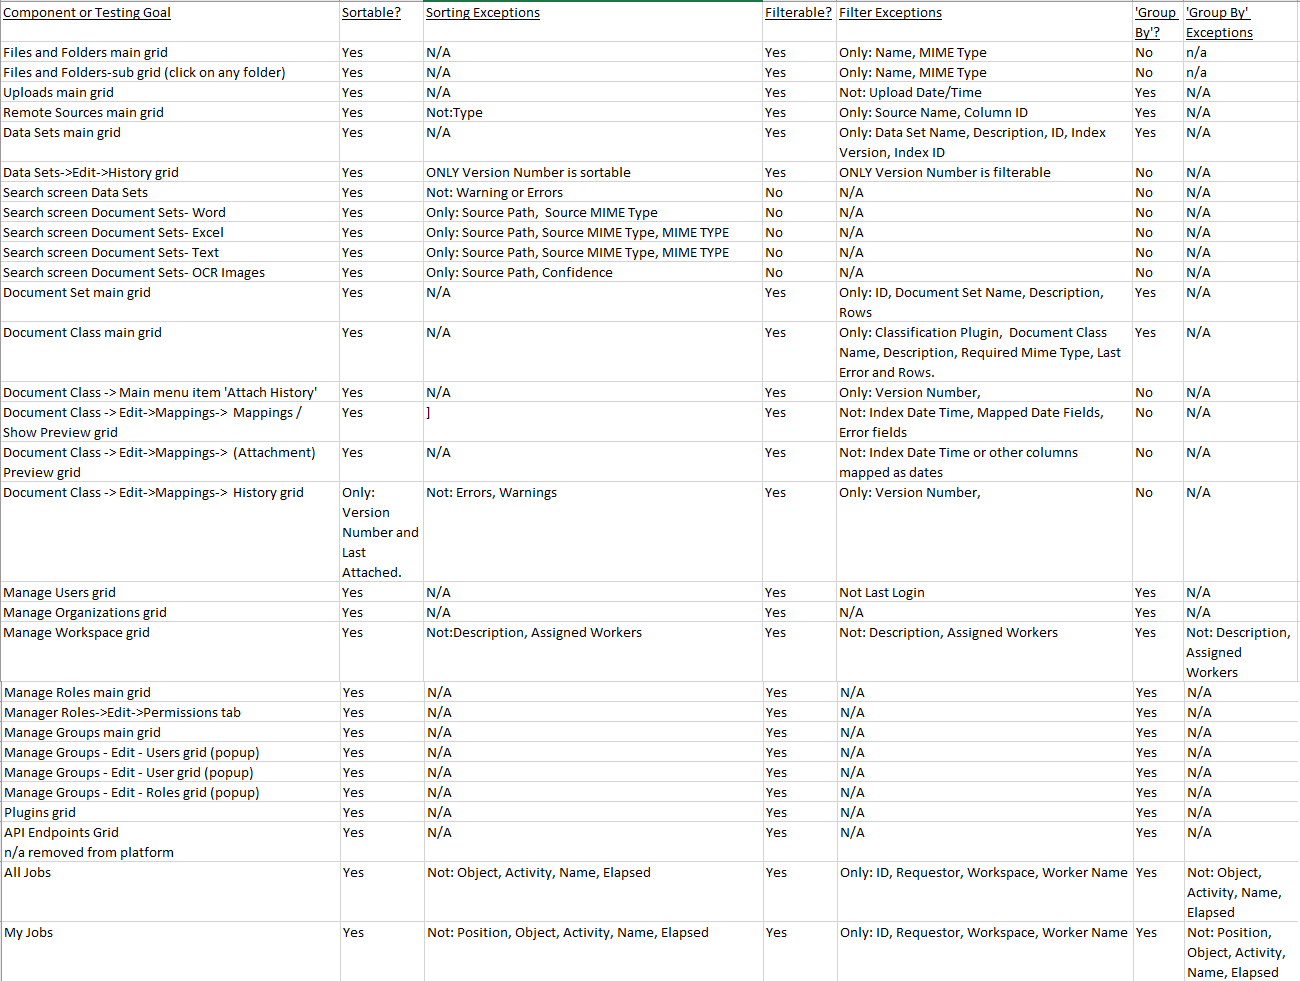 Component or Testing Goal Sortable? Sorting Exceptions Filterable? Filter Exceptions 'Group 'Group By'
By'? Exceptions
Files and Folders main grid Yes N/A Yes Only: Name, MIME Type No n/a
Files and Folders-sub grid (click on any folder) Yes N/A Yes Only: Name, MIME Type No n/a
Uploads main grid Yes N/A Yes Not: Upload Date/Time Yes N/A
Remote Sources main grid Yes Not:Type Yes Only: Source Name, Column ID Yes N/A
Data Sets main grid Yes N/A Yes Only: Data Set Name, Description, ID, Index Yes N/A
Version, Index ID
Data Sets->Edit->History grid Yes ONLY Version Number is sortable Yes ONLY Version Number is filterable No N/A
Search screen Data Sets Yes Not: Warning or Errors No N/A No N/A
Search screen Document Sets- Word Yes Only: Source Path, Source MIME Type No N/A No N/A
Search screen Document Sets- Excel Yes Only: Source Path, Source MIME Type, MIME TYPE No N/A No N/A
Search screen Document Sets- Text Yes Only: Source Path, Source MIME Type, MIME TYPE No N/A No N/A
Search screen Document Sets- OCR Images Yes Only: Source Path, Confidence No N/A No N/A
Document Set main grid Yes N/A Yes Only: ID, Document Set Name, Description, Yes N/A
Rows
Document Class main grid Yes N/A Yes Only: Classification Plugin, Document Class Yes N/A
Name, Description, Required Mime Type, Last
Error and Rows.
Document Class -> Main menu item 'Attach History' Yes N/A Yes Only: Version Number, No N/A
Document Class -> Edit->Mappings-> Mappings / Yes ] Yes Not: Index Date Time, Mapped Date Fields, No N/A
Show Preview grid Error fields
Document Class -> Edit->Mappings-> (Attachment) Yes N/A Yes Not: Index Date Time or other columns No N/A
Preview grid mapped as dates
Document Class -> Edit->Mappings-> History grid Only: Not: Errors, Warnings Yes Only: Version Number, No N/A
Version
Number and
Last
Attached.
Manage Users grid Yes N/A Yes Not Last Login Yes N/A
Manage Organizations grid Yes N/A Yes N/A Yes N/A
Manage Workspace grid Yes Not:Description, Assigned Workers Yes Not: Description, Assigned Workers Yes Not: Description,
Assigned
Workers
Manage Roles main grid Yes N/A Yes N/A Yes N/A
Manager Roles->Edit->Permissions tab Yes N/A Yes N/A Yes N/A
Manage Groups main grid Yes N/A Yes N/A Yes N/A
Manage Groups - Edit - Users grid (popup) Yes N/A Yes N/A Yes N/A
Manage Groups - Edit - User grid (popup) Yes N/A Yes N/A Yes N/A
Manage Groups - Edit - Roles grid (popup) Yes N/A Yes N/A Yes N/A
Plugins grid Yes N/A Yes N/A Yes N/A
API Endpoints Grid Yes N/A Yes N/A Yes N/A
n/a removed from platform
All Jobs Yes Not: Object, Activity, Name, Elapsed Yes Only: ID, Requestor, Workspace, Worker Name Yes Not: Object,
Activity, Name,
Elapsed
My Jobs Yes Not: Position, Object, Activity, Name, Elapsed Yes Only: ID, Requestor, Workspace, Worker Name Yes Not: Position,
Object, Activity,
Name, Elapsed